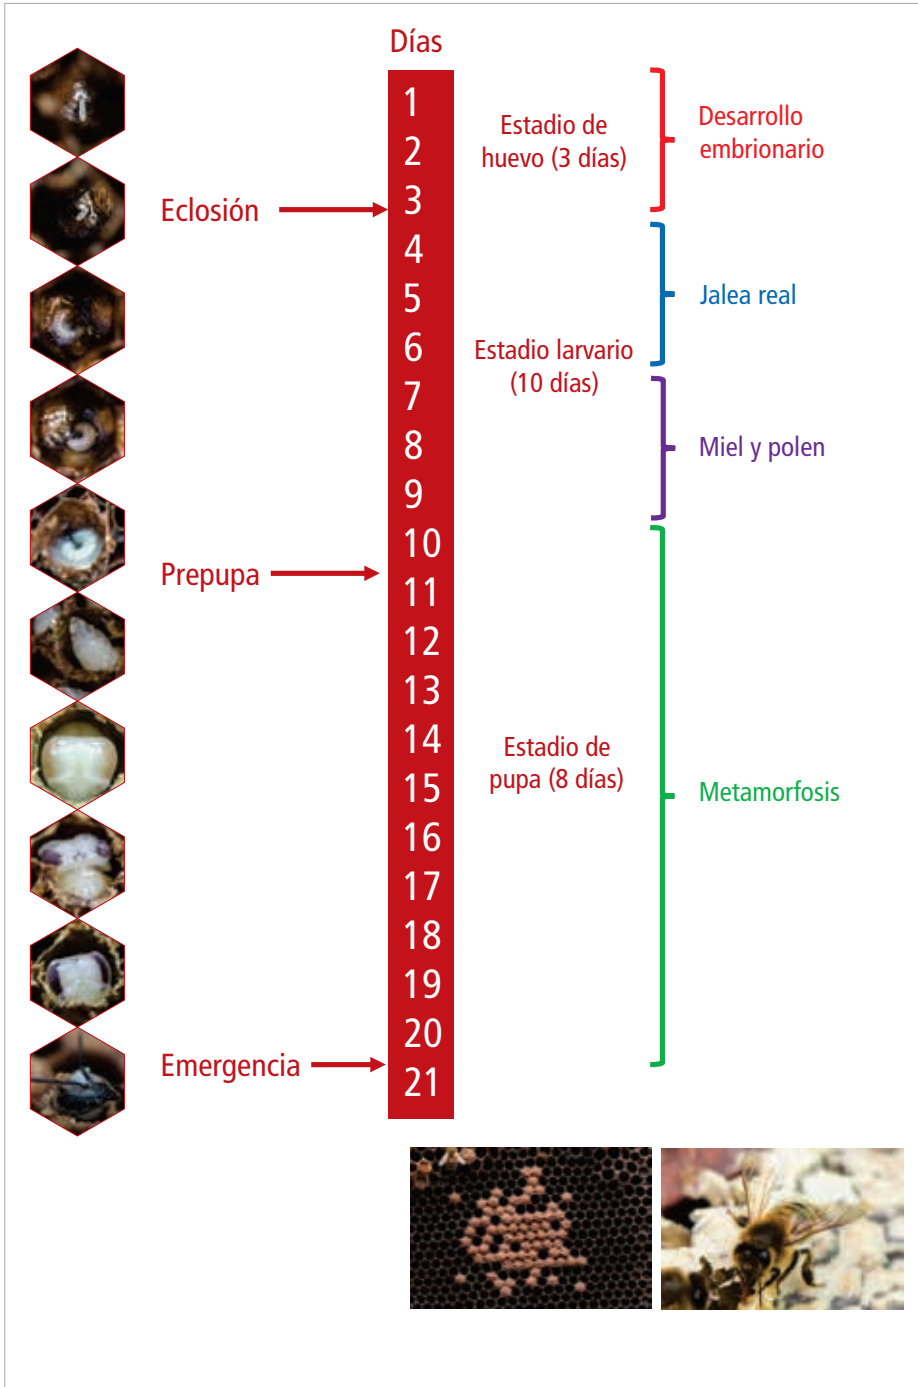 Días
1
2
3
4
5
6
7
8
9
10
11
12
13
14
15
16
17
18
19
20
21
Eclosión
Prepupa
Emergencia
Estadio de
huevo (3 días)
Estadio larvario
(10 días)
Estadio de
pupa (8 días)
Desarrollo
embrionario
Jalea real
Miel y polen
Metamorfosis